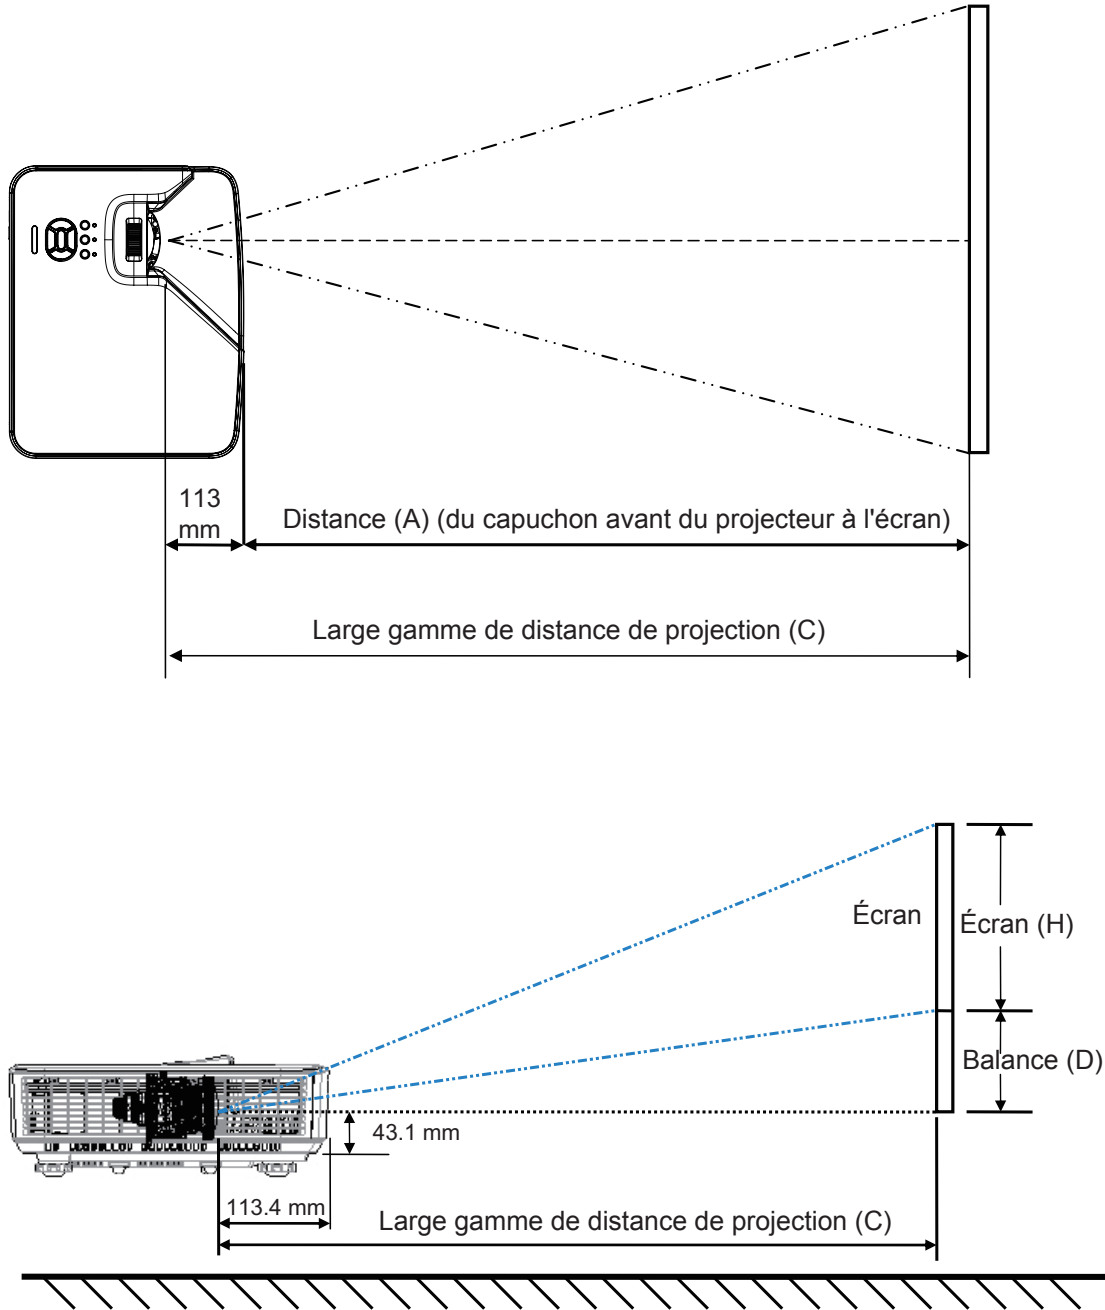 113
mm
Distance (A) (du capuchon avant du projecteur à l'écran)
Large gamme de distance de projection (C)
Écran
Écran (H)
Balance (D)
43.1 mm
113.4 mm
Large gamme de distance de projection (C)